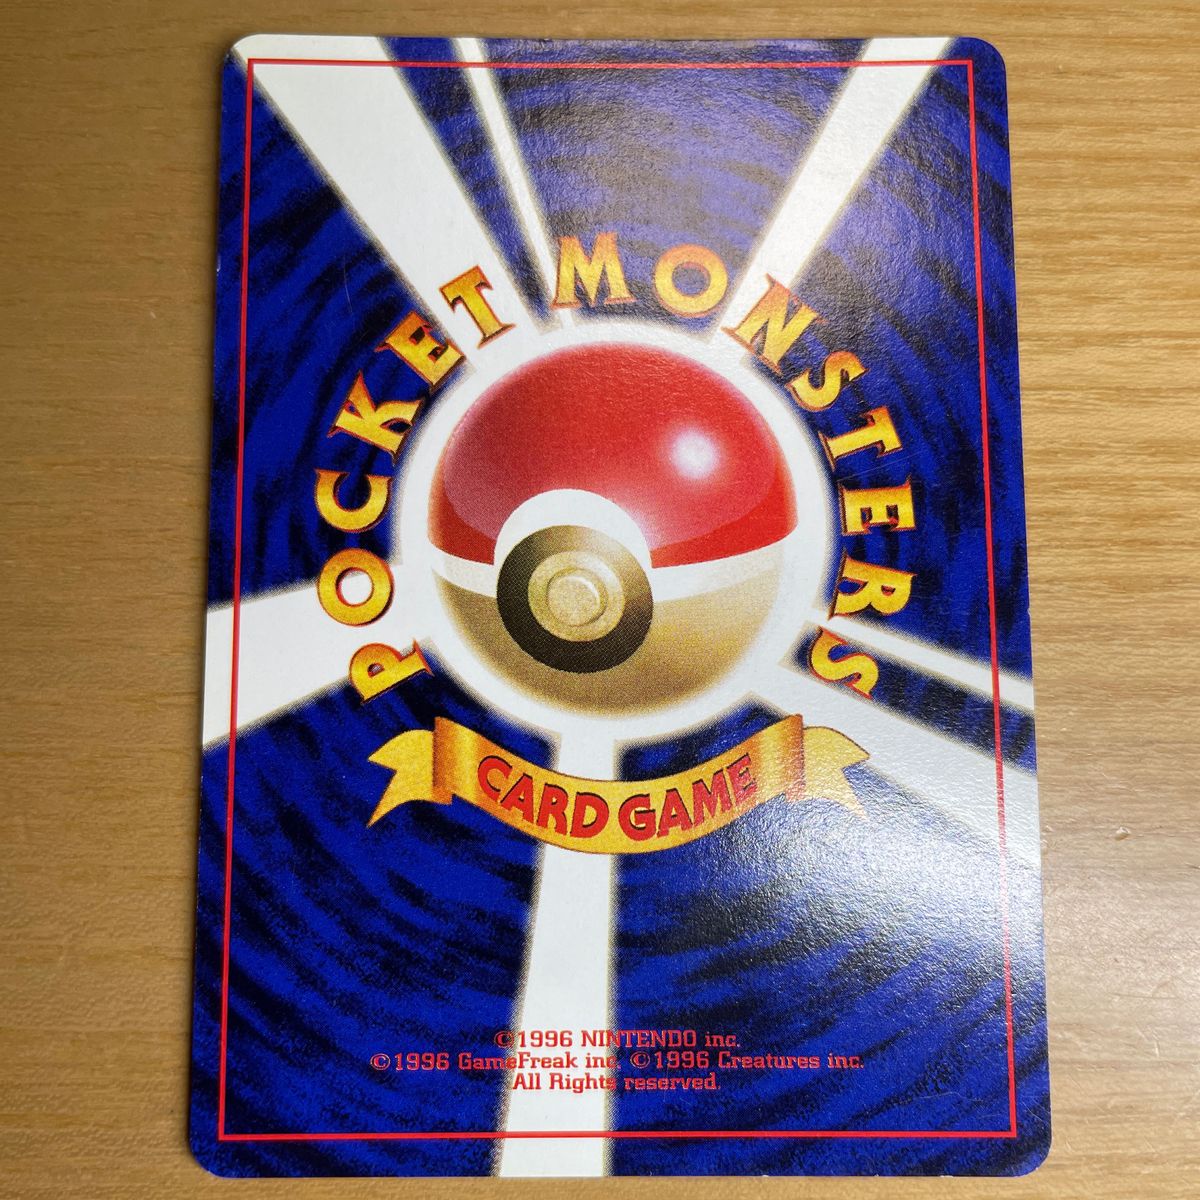 POCKET MONSTERS
CARD GAME
©1996 NINTENDO inc.
©1996 GameFreak inc. ©1996 Creatures inc.
All Rights reserved.